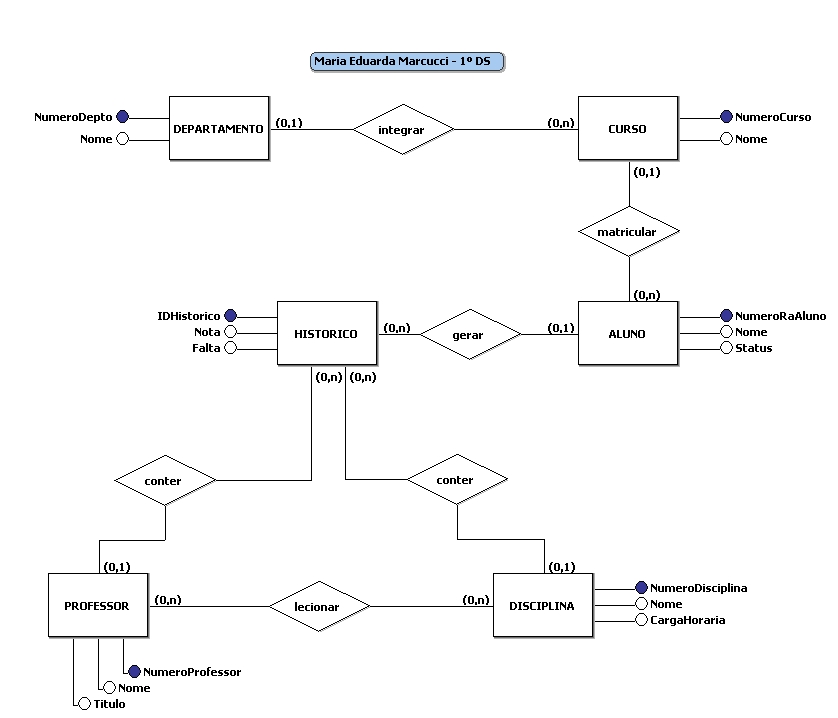 Maria Eduarda Marcucci - 1º DS
NumeroDepto
Nome
DEPARTAMENTO
(0,1)
integrar
(0,n)
CURSO
NumeroCurso
Nome
(0,1)
matricular
(0,n)
IDHistorico
Nota
Falta
HISTORICO
(0,n)
gerar
(0,1)
ALUNO
NumeroRaAluno
Nome
Status
(0,n)
(0,n)
conter
conter
(0,1)
(0,1)
PROFESSOR
(0,n)
lecionar
(0,n)
DISCIPLINA
NumeroDisciplina
Nome
CargaHoraria
NumeroProfessor
Nome
Titulo